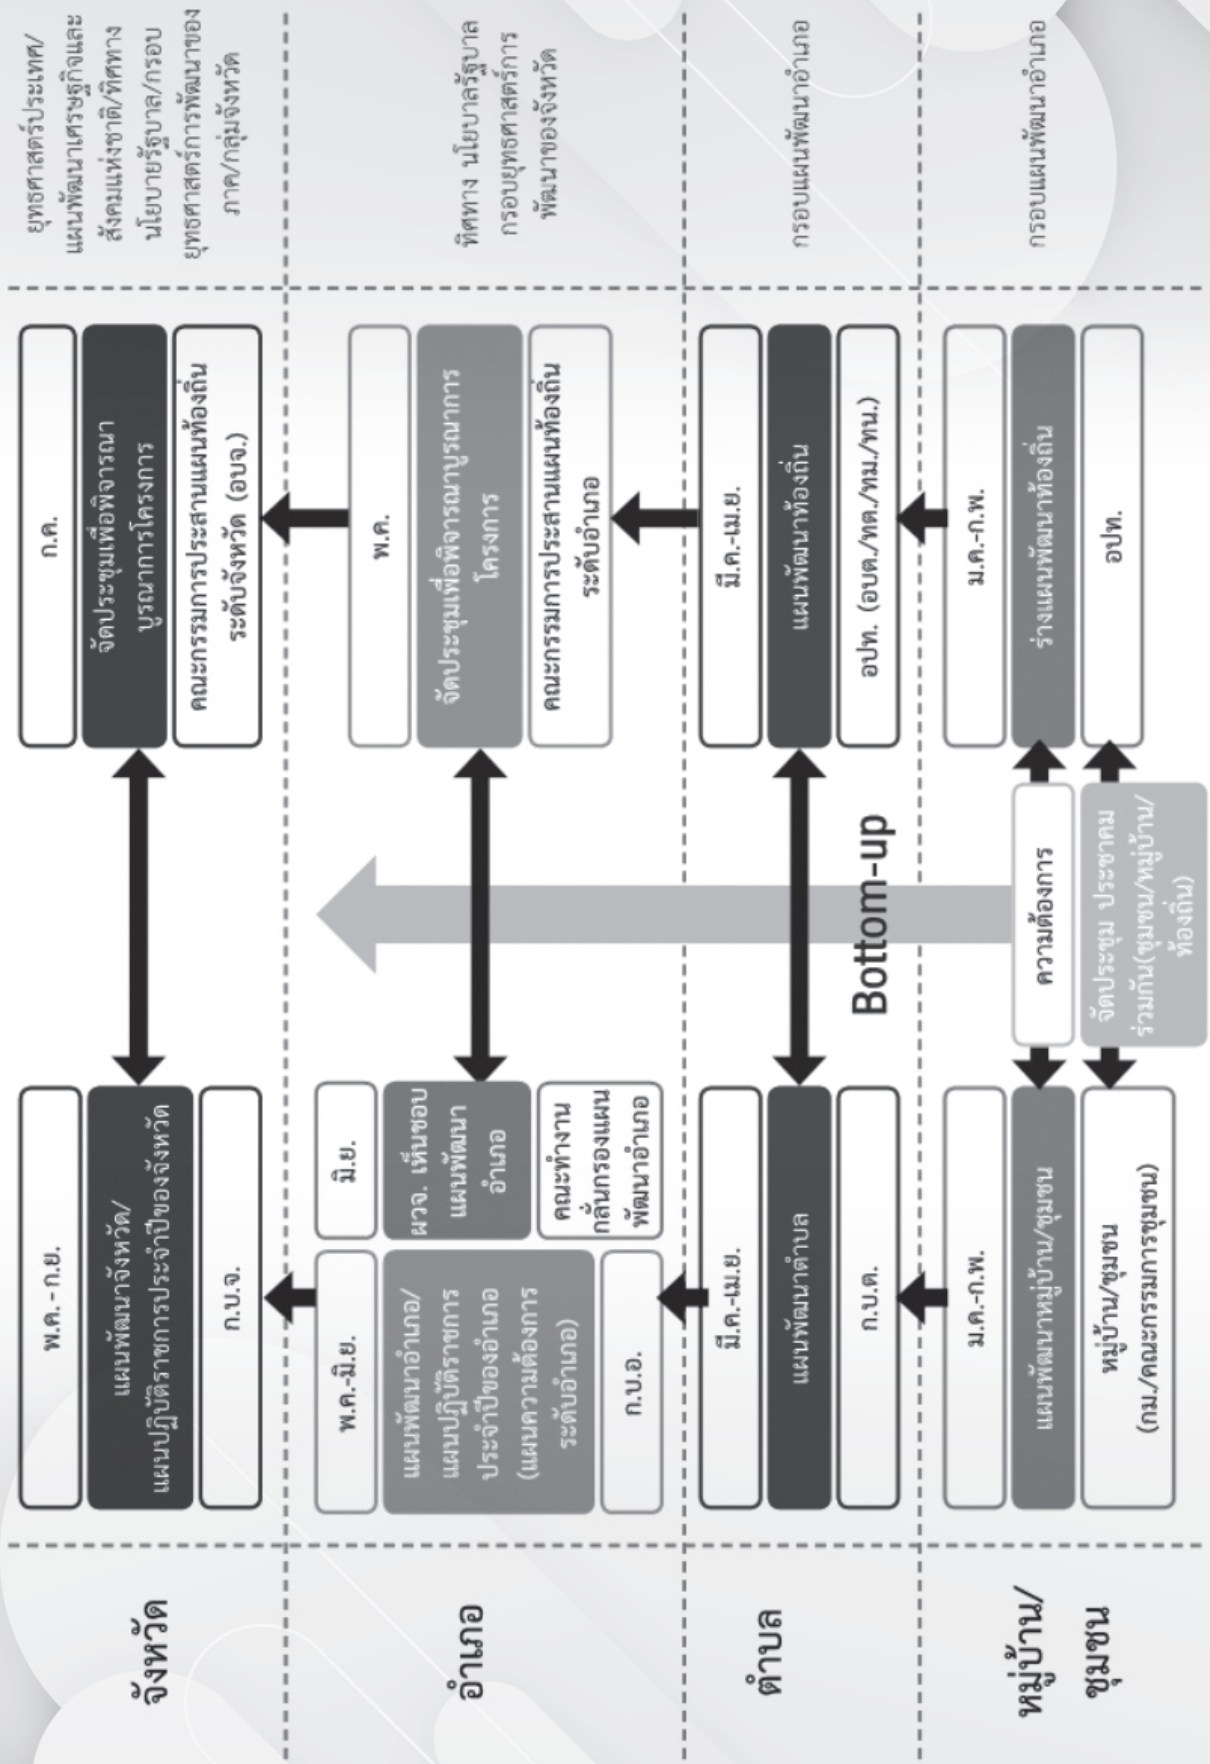 จังหวัด
พ.ค. - ก.ย.
แผนพัฒนาจังหวัด/
แผนปฏิบัติราชการประจำปีของจังหวัด
ก.บ.จ.
ก.ค.
จัดประชุมเพื่อพิจารณา
บูรณาการโครงการ
คณะกรรมการประสานแผนท้องถิ่น
ระดับจังหวัด (อบจ.)
ยุทธศาสตร์ประเทศ/
แผนพัฒนาเศรษฐกิจและ
สังคมแห่งชาติ/ทิศทาง
นโยบายรัฐบาล/กรอบ
ยุทธศาสตร์การพัฒนาของ
ภาค/กลุ่มจังหวัด
อำเภอ
พ.ค.-มิ.ย.
แผนพัฒนาอำเภอ/
แผนปฏิบัติราชการ
ประจำปีของอำเภอ
(แผนความต้องการ
ระดับอำเภอ)
ก.บ.อ.
มิ.ย.
ผวจ. เห็นชอบ
แผนพัฒนา
อำเภอ
คณะทำงาน
กลั่นกรองแผน
พัฒนาอำเภอ
พ.ค.
จัดประชุมเพื่อพิจารณาบูรณาการ
โครงการ
คณะกรรมการประสานแผนท้องถิ่น
ระดับอำเภอ
ทิศทาง นโยบาลรัฐบาล
กรอบยุทธศาสตร์การ
พัฒนาของจังหวัด
ตำบล
มี.ค.-เม.ย.
แผนพัฒนาตำบล
ก.บ.ต.
Bottom-up
มี.ค.-เม.ย.
แผนพัฒนาท้องถิ่น
อปท. (อบต./ทต./ทม./ทน.)
กรอบแผนพัฒนาอำเภอ
หมู่บ้าน/
ชุมชน
ม.ค.-ก.พ.
แผนพัฒนาหมู่บ้าน/ชุมชน
หมู่บ้าน/ชุมชน
(กม./คณะกรรมการชุมชน)
ความต้องการ
จัดประชุม ประชาคม
ร่วมกัน(ชุมชน/หมู่บ้าน/
ท้องถิ่น)
ม.ค.-ก.พ.
ร่างแผนพัฒนาท้องถิ่น
อปท.
กรอบแผนพัฒนาอำเภอ